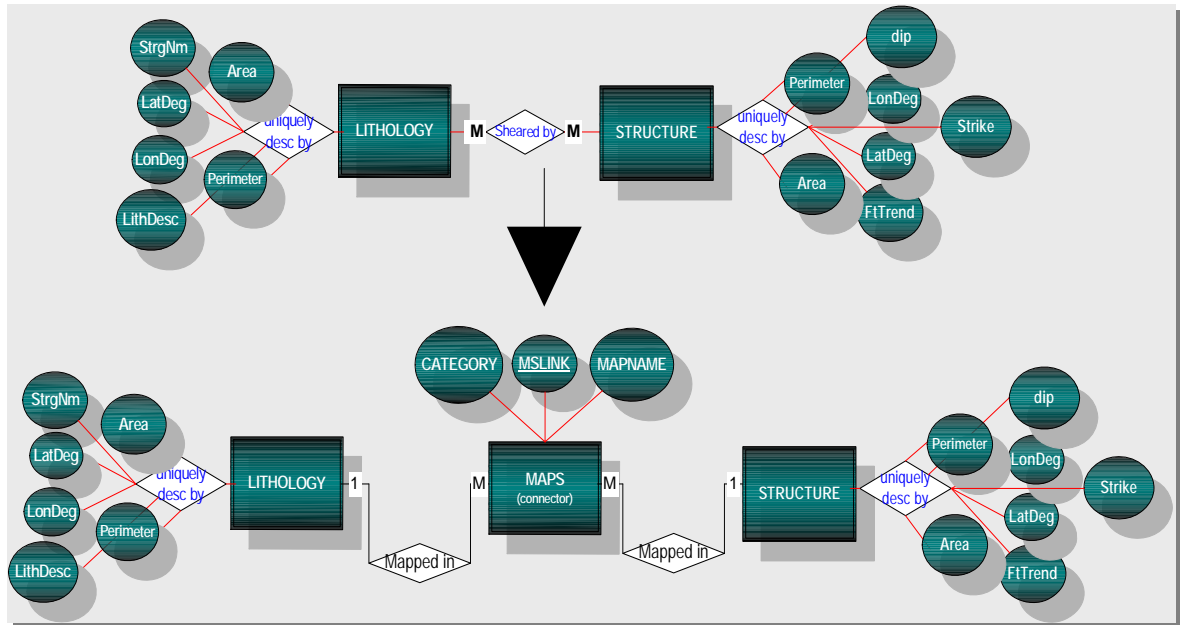 StrgNm
Area
LatDeg
LonDeg
Perimeter
LithDesc
uniquely
desc by
LITHOLOGY
M
Sheared by
M
STRUCTURE
uniquely
desc by
dip
Perimeter
LonDeg
Strike
LatDeg
Area
FtTrend
CATEGORY
MSLINK
MAPNAME
StrgNm
Area
LatDeg
LonDeg
Perimeter
LithDesc
uniquely
desc by
LITHOLOGY
1
Mapped in
M
MAPS
(connector)
M
Mapped in
1
STRUCTURE
uniquely
desc by
dip
Perimeter
LonDeg
Strike
LatDeg
Area
FtTrend